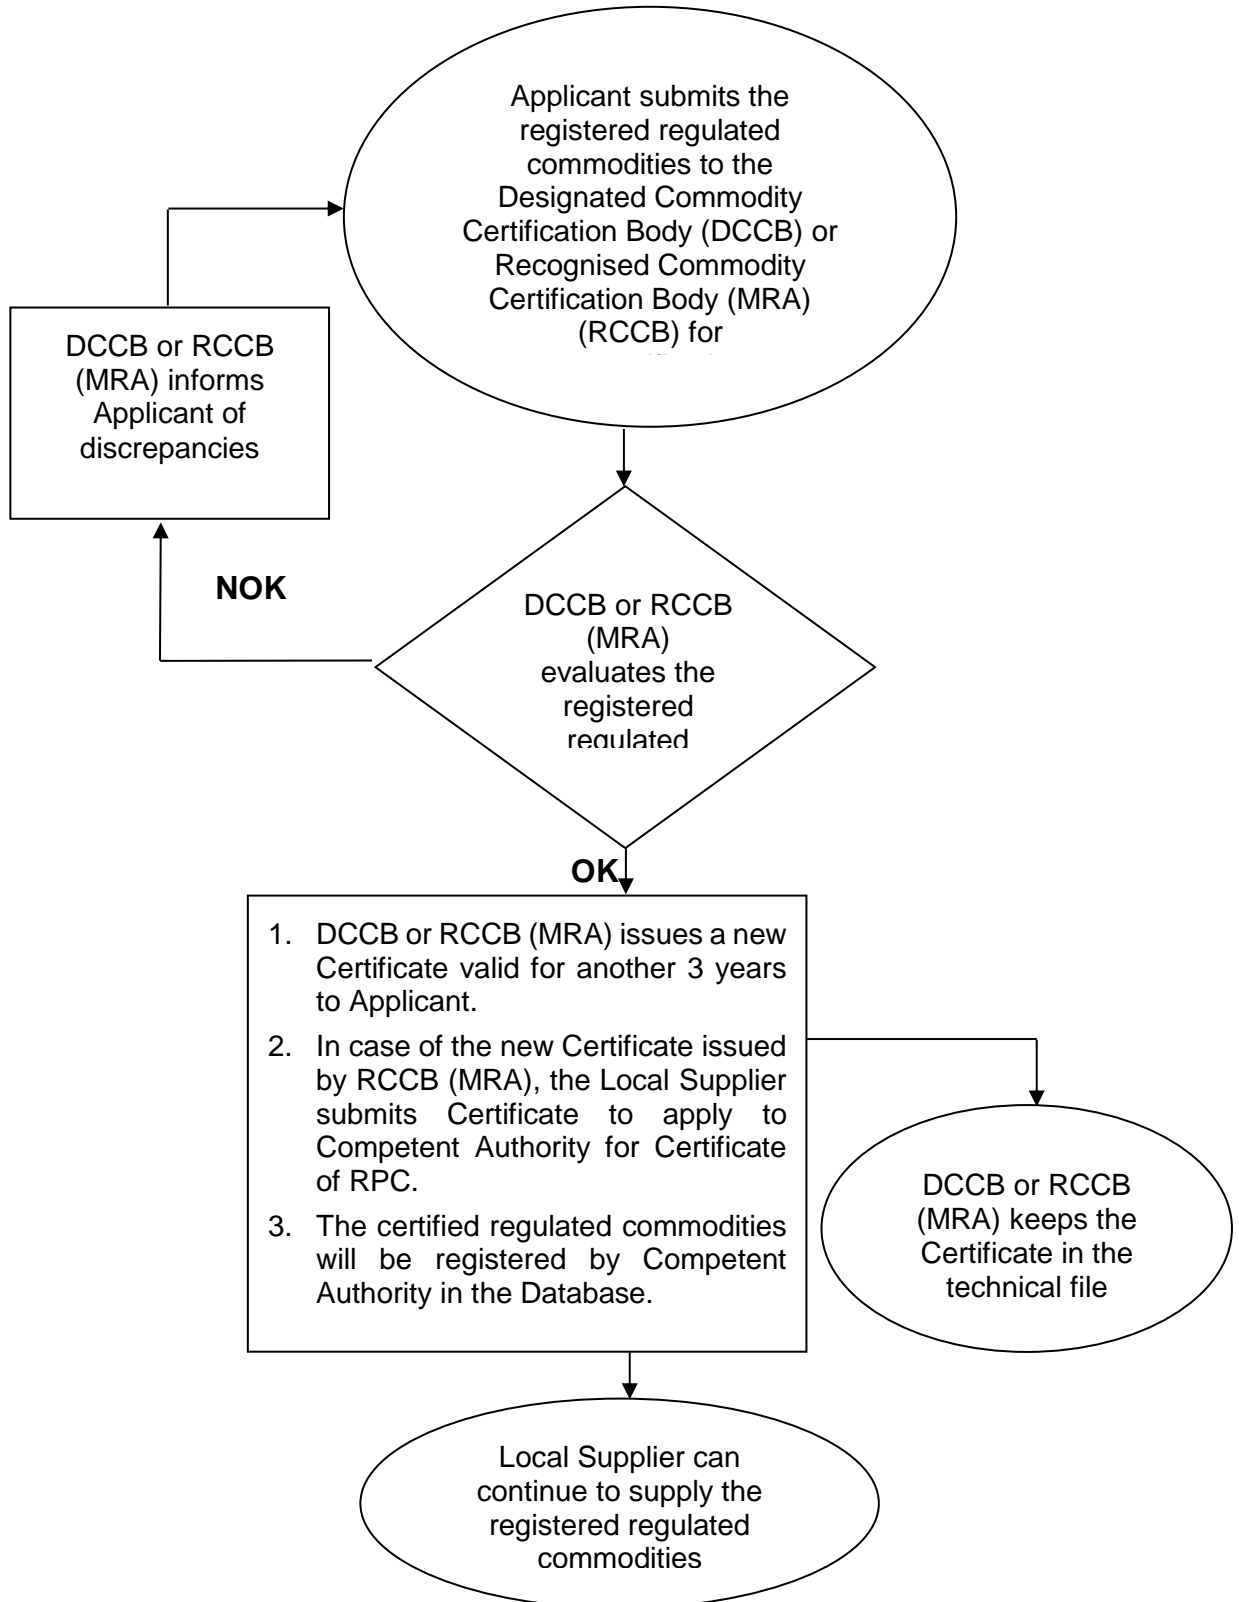 Applicant submits the
registered regulated
commodities to the
Designated Commodity
Certification Body (DCCB) or
Recognised Commodity
Certification Body (MRA)
(RCCB) for
DCCB or RCCB
(MRA) informs
Applicant of
discrepancies
NOK
DCCB or RCCB
(MRA)
evaluates the
registered
regulated
OK
1. DCCB or RCCB (MRA) issues a new
Certificate valid for another 3 years
to Applicant.
2. In case of the new Certificate issued
by RCCB (MRA), the Local Supplier
submits Certificate to apply to
Competent Authority for Certificate
of RPC.
3. The certified regulated commodities
will be registered by Competent
Authority in the Database.
DCCB or RCCB
(MRA) keeps the
Certificate in the
technical file
Local Supplier can
continue to supply the
registered regulated
commodities